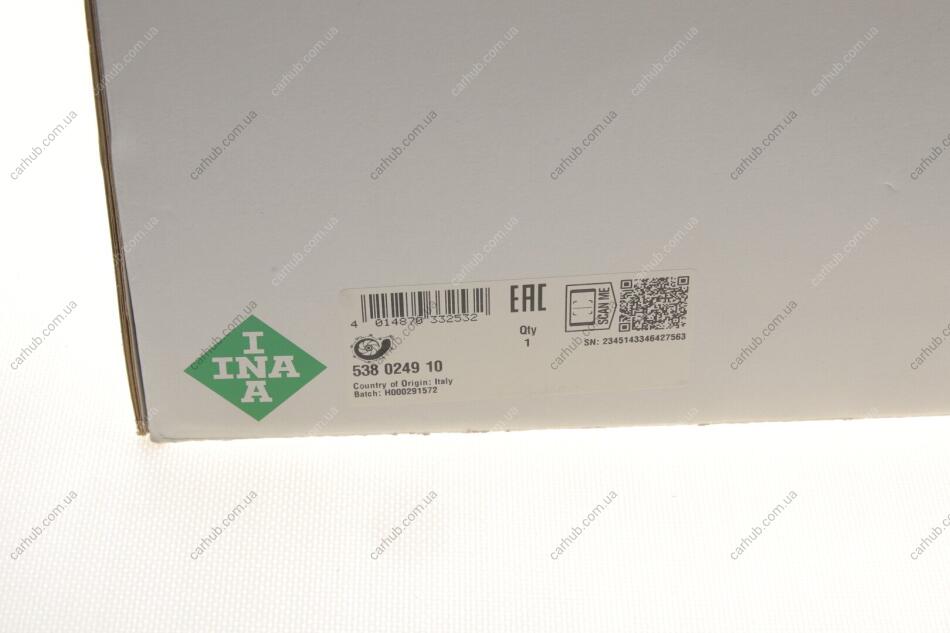 carhub.com.ua
4 014870 332532
EAC
SCAN ME
Qty
1
SN: 2345143346427563
538 0249 10
Country of Origin: Italy
Batch: H000291572
INA
INA